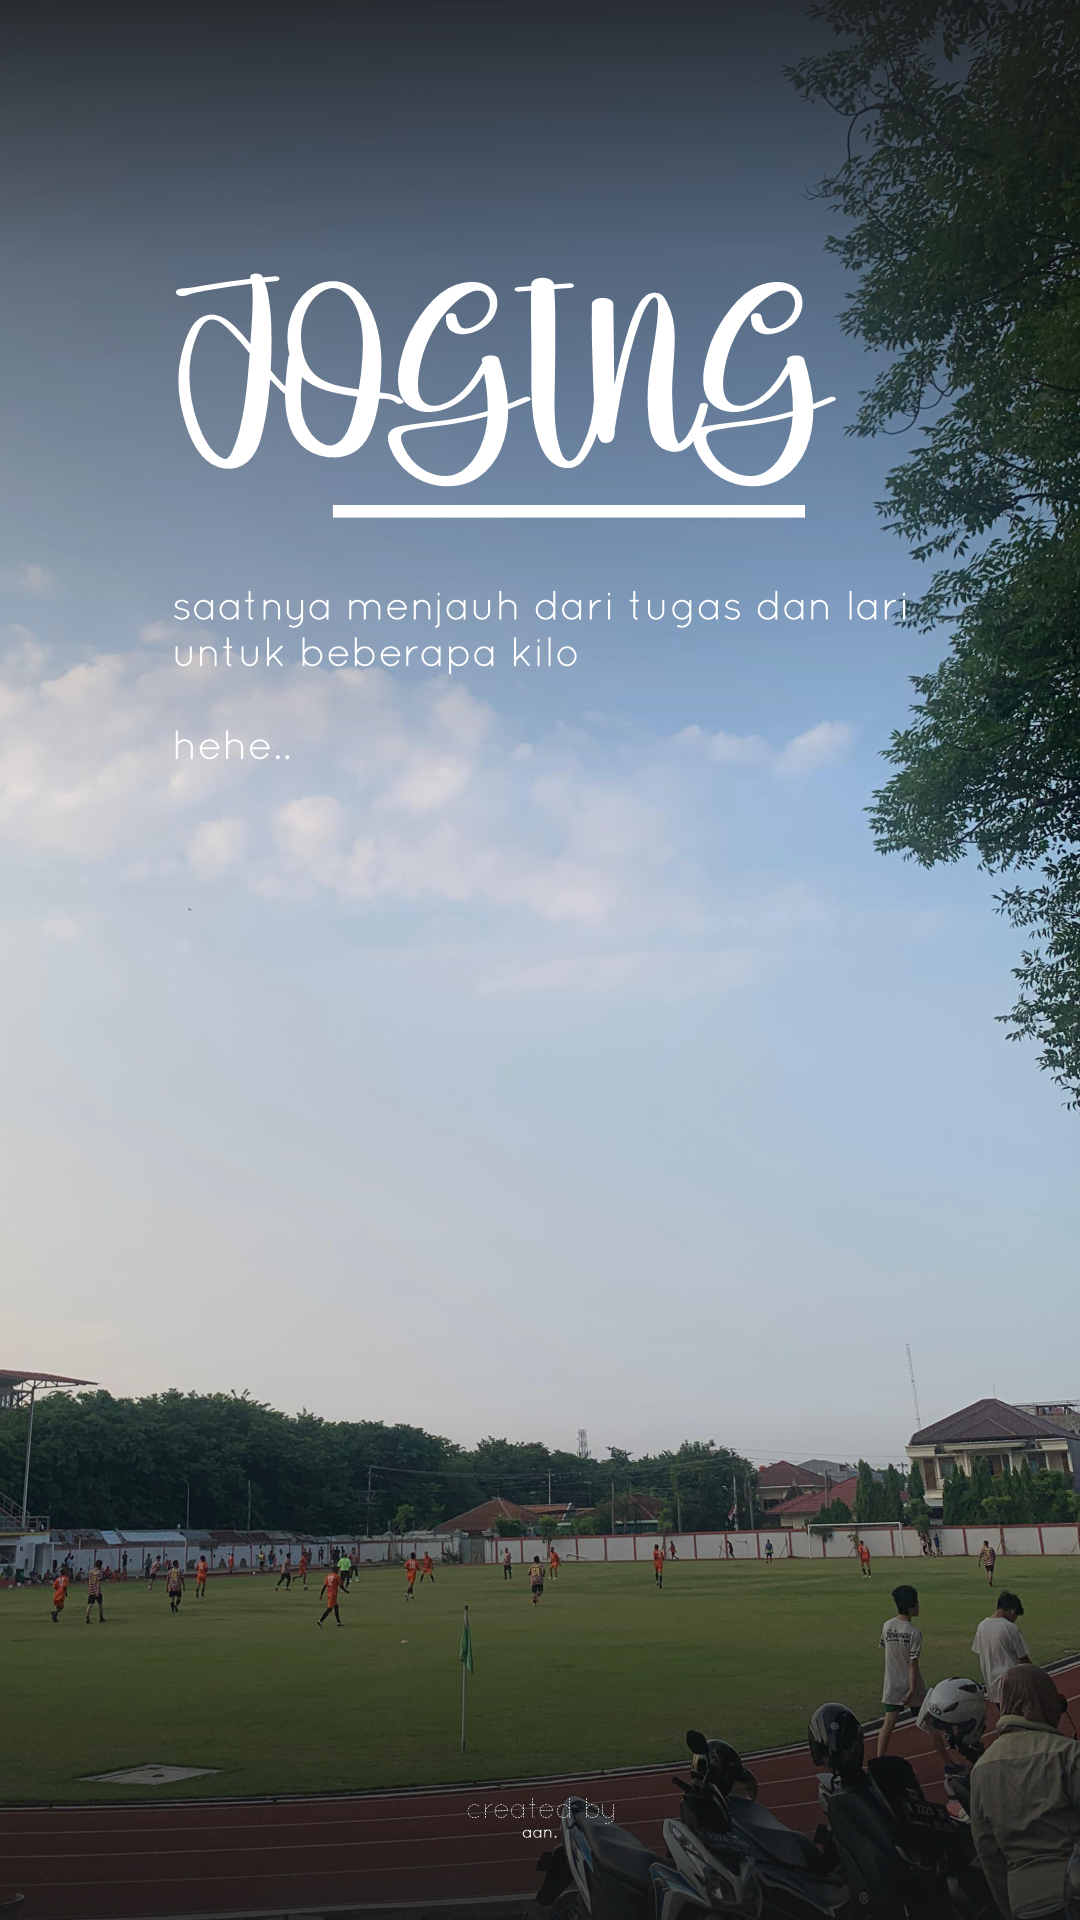 JOGING
saatnya menjauh dari tugas dan lari
untuk beberapa kilo
hehe..
created by
aan.